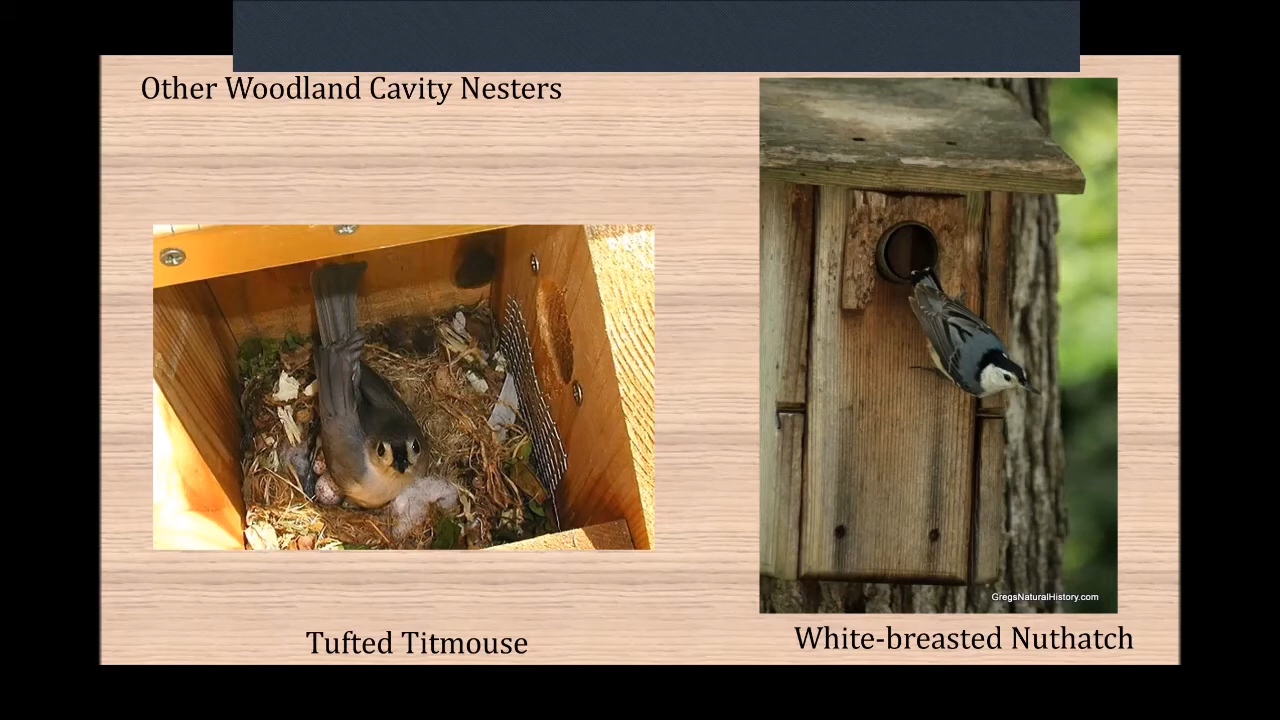 Other Woodland Cavity Nesters
GregsNaturalHistory.com
Tufted Titmouse
White-breasted Nuthatch